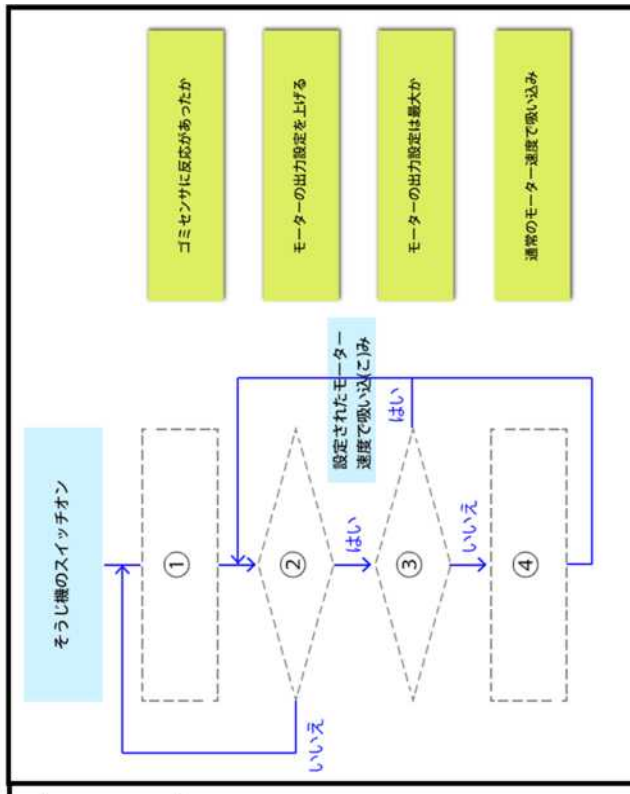 そうじ機のスイッチオン
①
②
はい
いいえ
設定されたモーター
速度で吸い込(こ)み
③
はい
いいえ
④
ゴミセンサに反応があったか
モーターの出力設定を上げる
モーターの出力設定は最大か
通常のモーター速度で吸い込み